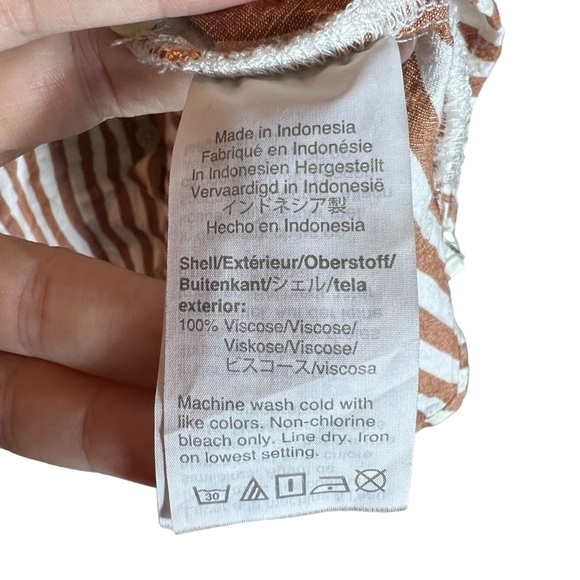 Made in Indonesia
Fabriqué en Indonésie
In Indonesien Hergestellt
Vervaardigd in Indonesië
インドネシア製
Hecho en Indonesia
Shell/Extérieur/Oberstoff/
Buitenkant/シェル/tela
exterior:
100% Viscose/Viscose/
Viskose/Viscose/
ビスコース/viscosa
Machine wash cold with
like colors. Non-chlorine
bleach only. Line dry. Iron
on lowest setting.
30